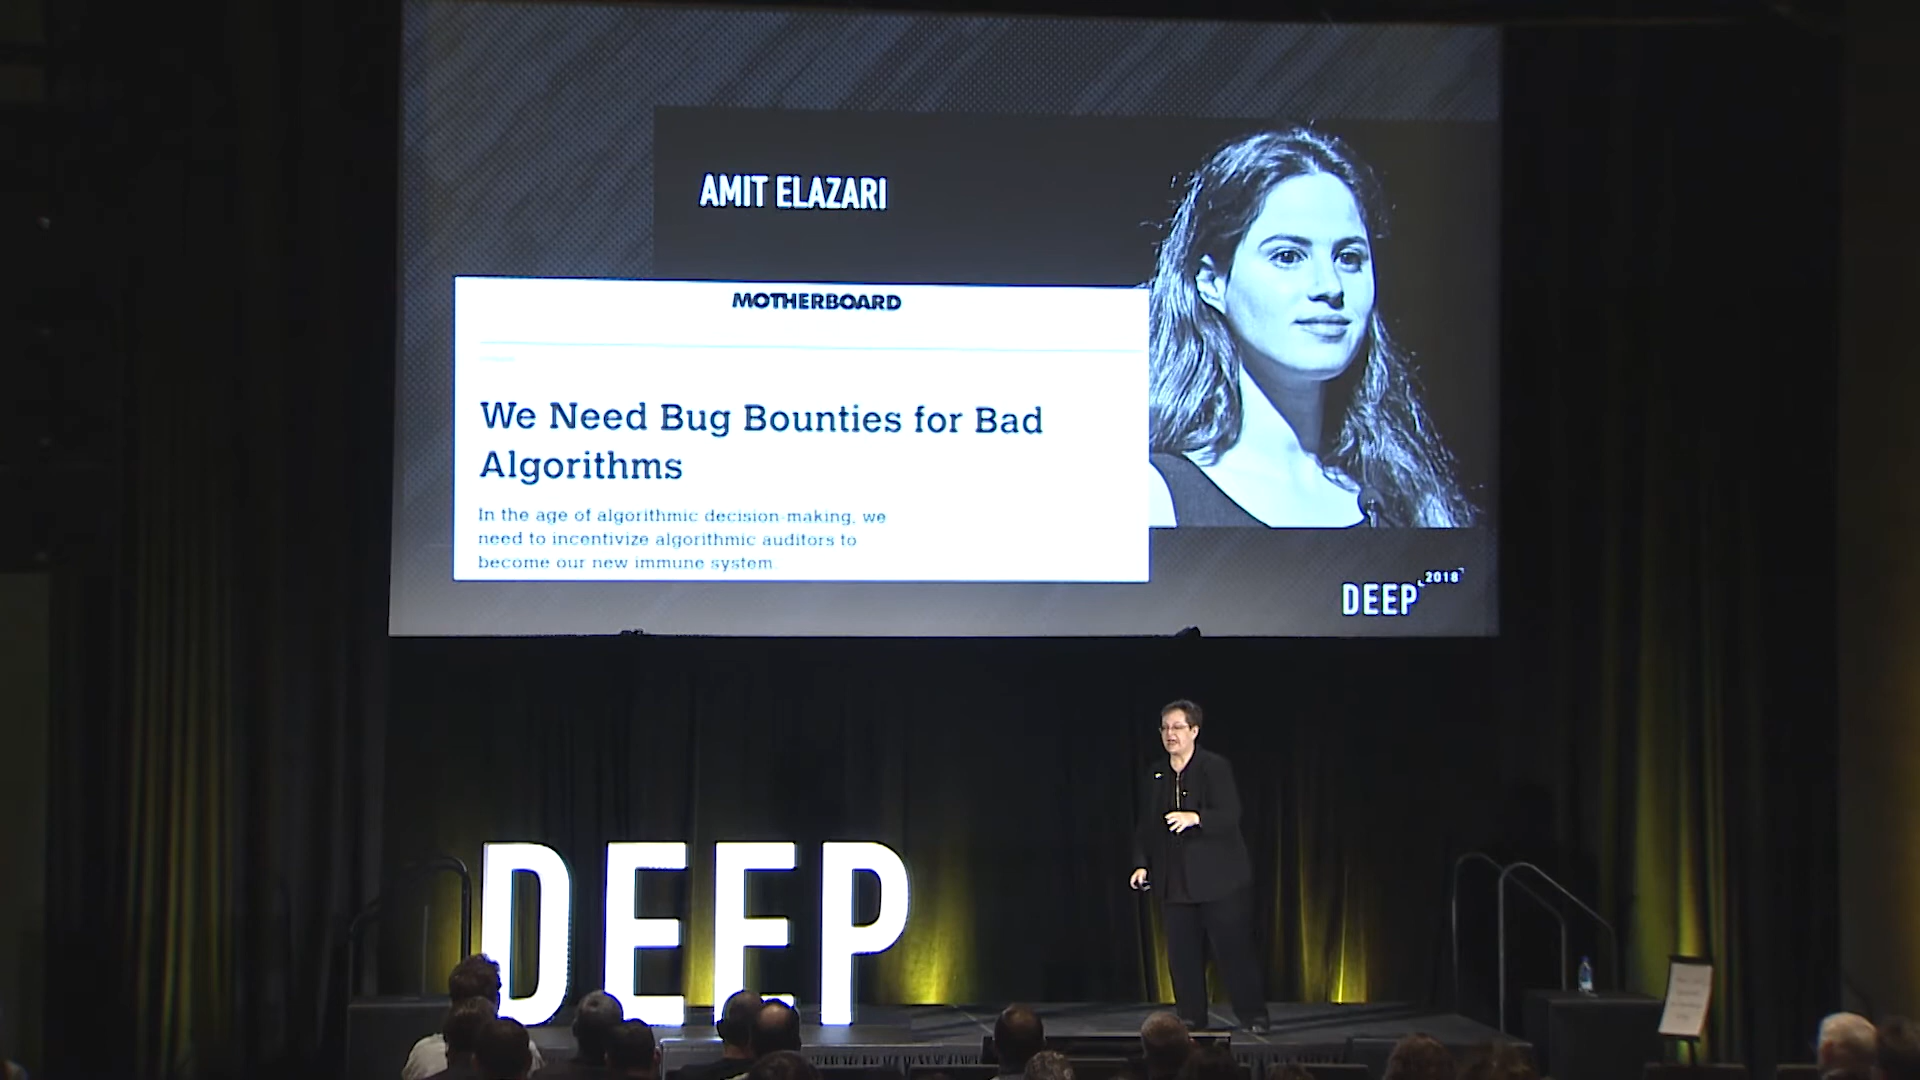 AMIT ELAZARI
MOTHERBOARD
We Need Bug Bounties for Bad
Algorithms
In the age of algorithmic decision-making, we
need to incentivize algorithmic auditors to
become our new immune system.
DEEP 2018
DEEP